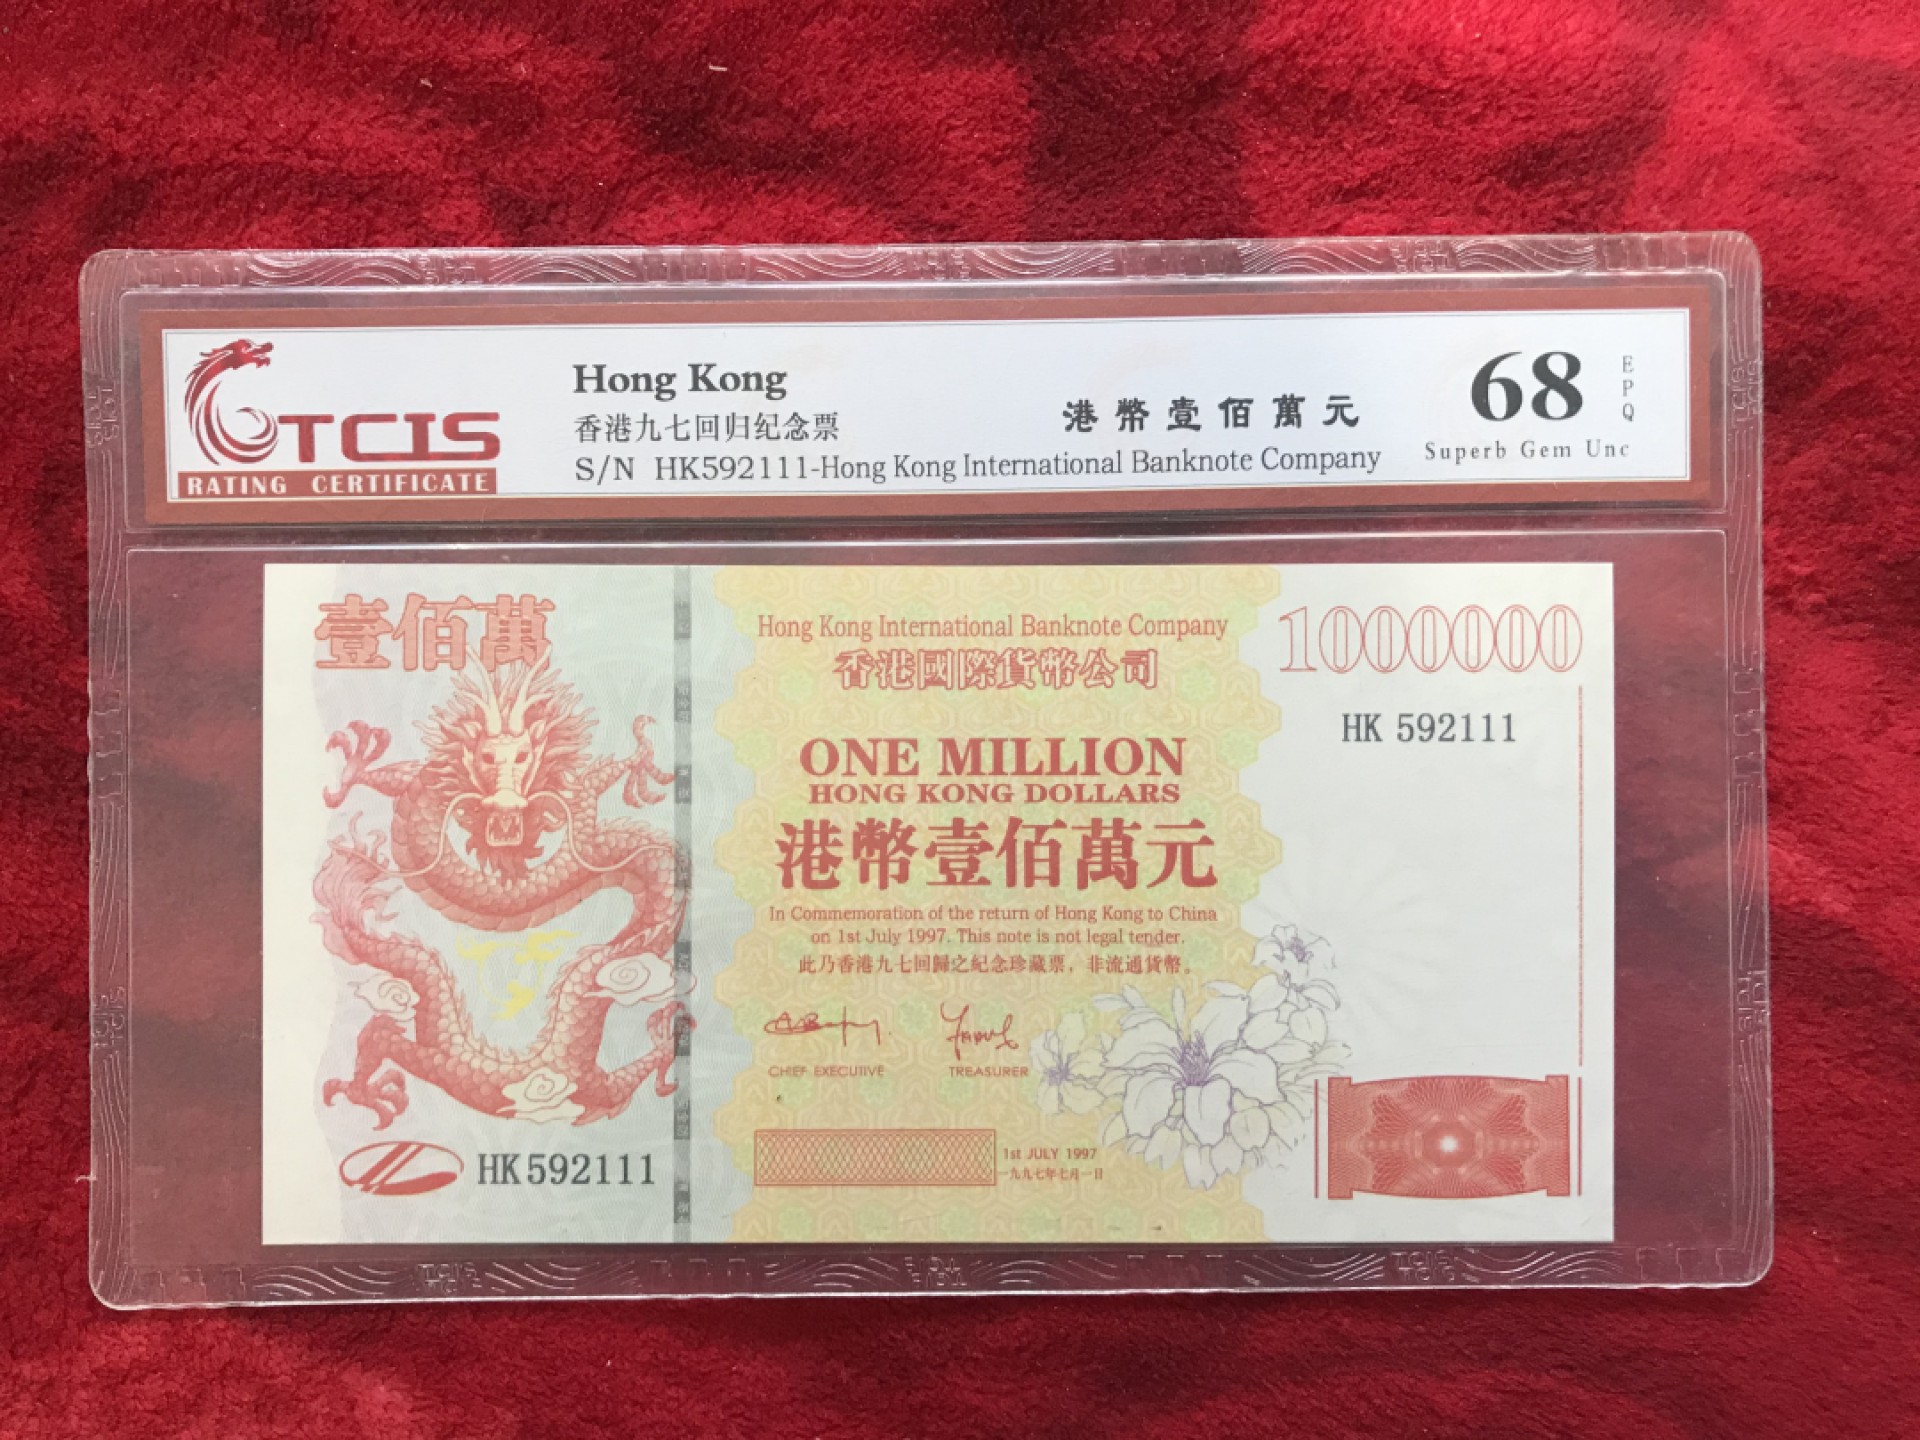 TCIS
RATING CERTIFICATE
Hong Kong
香港九七回归纪念票
S/N HK592111-Hong Kong International Banknote Company
港幣壹佰萬元
68
EPQ
Superb Gem Unc
壹佰萬
Hong Kong International Banknote Company
香港國際貨幣公司
1000000
HK 592111
ONE MILLION
HONG KONG DOLLARS
港幣壹佰萬元
In Commemoration of the return of Hong Kong to China
on 1st July 1997. This note is not legal tender.
此乃香港九七回歸之紀念珍藏票，非流通貨幣。
CHIEF EXECUTIVE
TREASURER
HK592111
1st JULY 1997
一九九七年七月一日